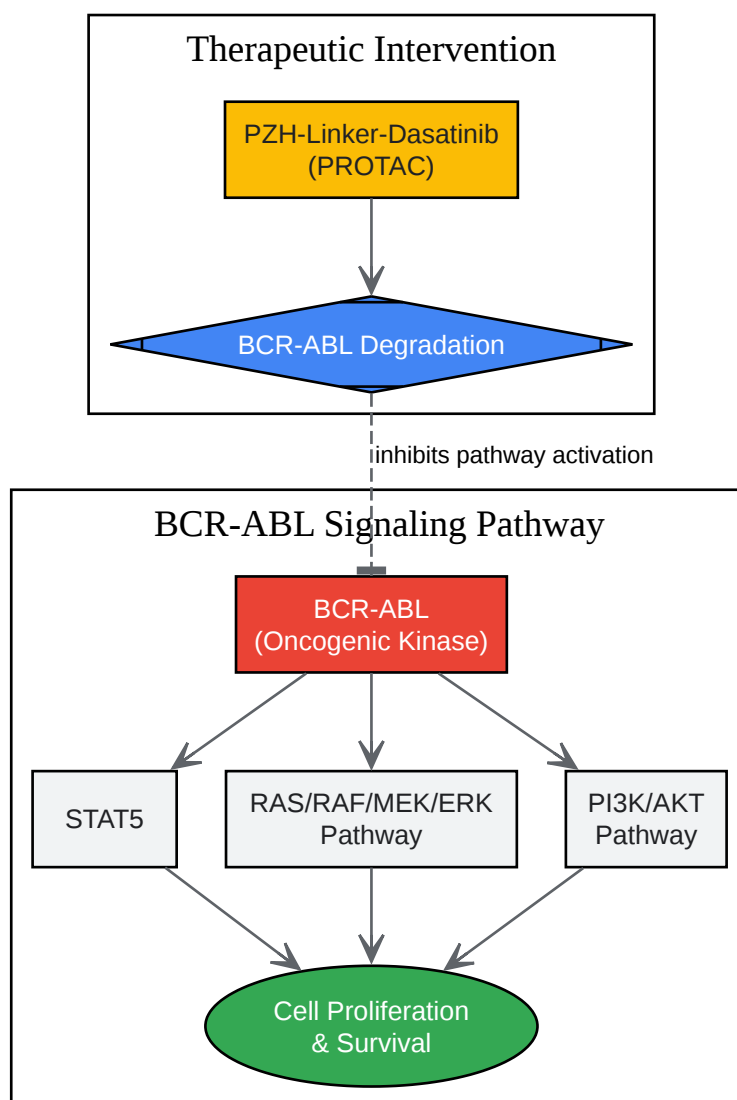 Therapeutic Intervention
PZH-Linker-Dasatinib
(PROTAC)
BCR-ABL Degradation
inhibits pathway activation
BCR-ABL Signaling Pathway
BCR-ABL
(Oncogenic Kinase)
STAT5
RAS/RAF/MEK/ERK
Pathway
PI3K/AKT
Pathway
Cell Proliferation
& Survival